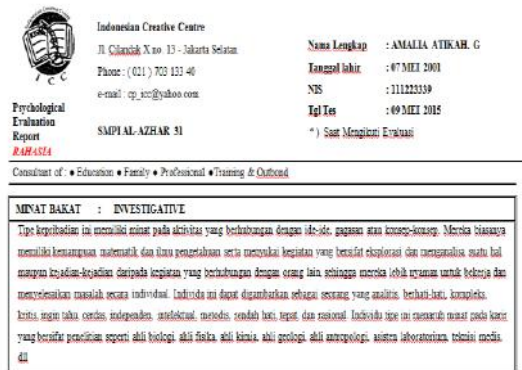 Indonesian Creative Centre
Jl. Cilandak X no. 13 - Jakarta Selatan
Phone : ( 021 ) 703 133 40
e-mail : cp_icc@yahoo.com
SMPI AL-AZHAR 31
Nama Lengkap : AMALIA ATIKAH. G
Tanggal lahir : 07 MEI 2001
NIS : 111223339
Tgl Tes : 09 MEI 2015
* ) Saat Mengikuti Evaluasi
I C C
Psychological
Evaluation
Report
RAHASIA
Consultant of : ● Education ● Family ● Professional ●Training & Outbond
MINAT BAKAT : INVESTIGATIVE
Tipe kepribadian ini memiliki minat pada aktivitas yang berhubungan dengan ide-ide, gagasan atau konsep-konsep. Mereka biasanya
memiliki kemampuan matematik dan ilmu pengetahuan serta menyukai kegiatan yang bersifat eksplorasi dan menganalisa suatu hal
maupun kejadian-kejadian daripada kegiatan yang berhubungan dengan orang lain sehingga mereka lebih nyaman untuk bekerja dan
menyelesaikan masalah secara individual. Individu ini dapat digambarkan sebagai seorang yang analitis, berhati-hati, kompleks,
kritis, ingin tahu, cerdas, independen, intelektual, metodis, rendah hati, tepat, dan rasional. Individu tipe ini menaruh minat pada karir
yang bersifat penelitian seperti ahli biologi, ahli fisika, ahli kimia, ahli geologi, ahli antropologi, asisten laboratorium, teknisi medis,
dll